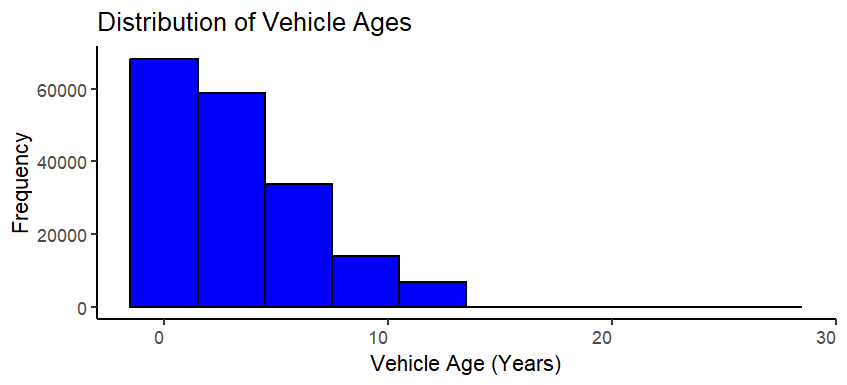 Distribution of Vehicle Ages
60000
40000
20000
0
Frequency
0 10 20 30
Vehicle Age (Years)